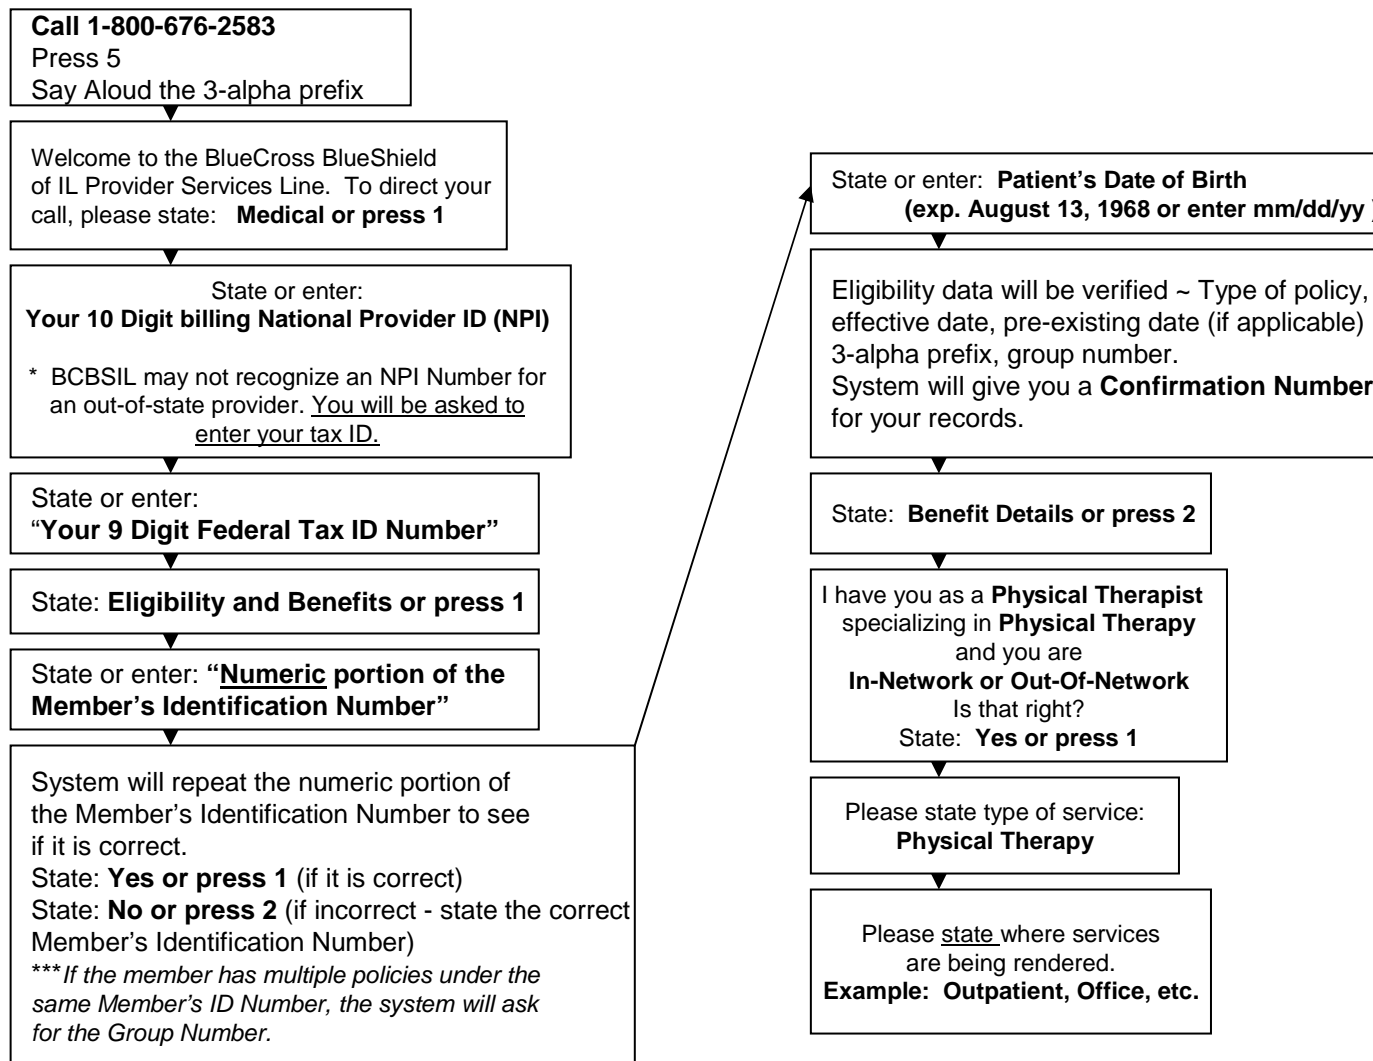 Call 1-800-676-2583
Press 5
Say Aloud the 3-alpha prefix
Welcome to the BlueCross BlueShield
of IL Provider Services Line.  To direct your
call, please state:   Medical or press 1
State or enter:
Your 10 Digit billing National Provider ID (NPI)
*  BCBSIL may not recognize an NPI Number for
an out-of-state provider. You will be asked to
enter your tax ID.
State or enter:
“Your 9 Digit Federal Tax ID Number”
State: Eligibility and Benefits or press 1
State or enter: “Numeric portion of the
Member’s Identification Number”
System will repeat the numeric portion of
the Member’s Identification Number to see
if it is correct.
State: Yes or press 1 (if it is correct)
State: No or press 2 (if incorrect - state the correct
Member’s Identification Number)
***If the member has multiple policies under the
same Member’s ID Number, the system will ask
for the Group Number.
State or enter:  Patient’s Date of Birth
(exp. August 13, 1968 or enter mm/dd/yy )
Eligibility data will be verified ~ Type of policy,
effective date, pre-existing date (if applicable)
3-alpha prefix, group number.
System will give you a Confirmation Number
for your records.
State:  Benefit Details or press 2
I have you as a Physical Therapist
specializing in Physical Therapy
and you are
In-Network or Out-Of-Network
Is that right?
State:  Yes or press 1
Please state type of service:
Physical Therapy
Please state where services
are being rendered.
Example:  Outpatient, Office, etc.